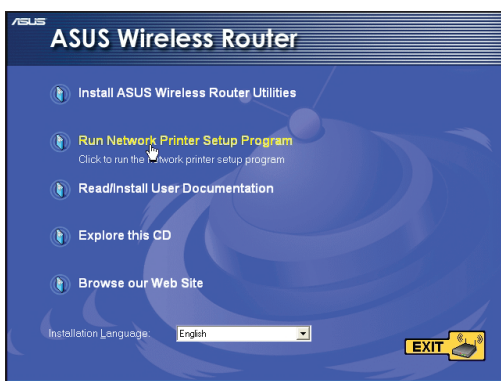 ASUS
ASUS Wireless Router
Install ASUS Wireless Router Utilities
Run Network Printer Setup Program
Click to run the network printer setup program
Read/Install User Documentation
Explore this CD
Browse our Web Site
Installation Language: English
EXIT